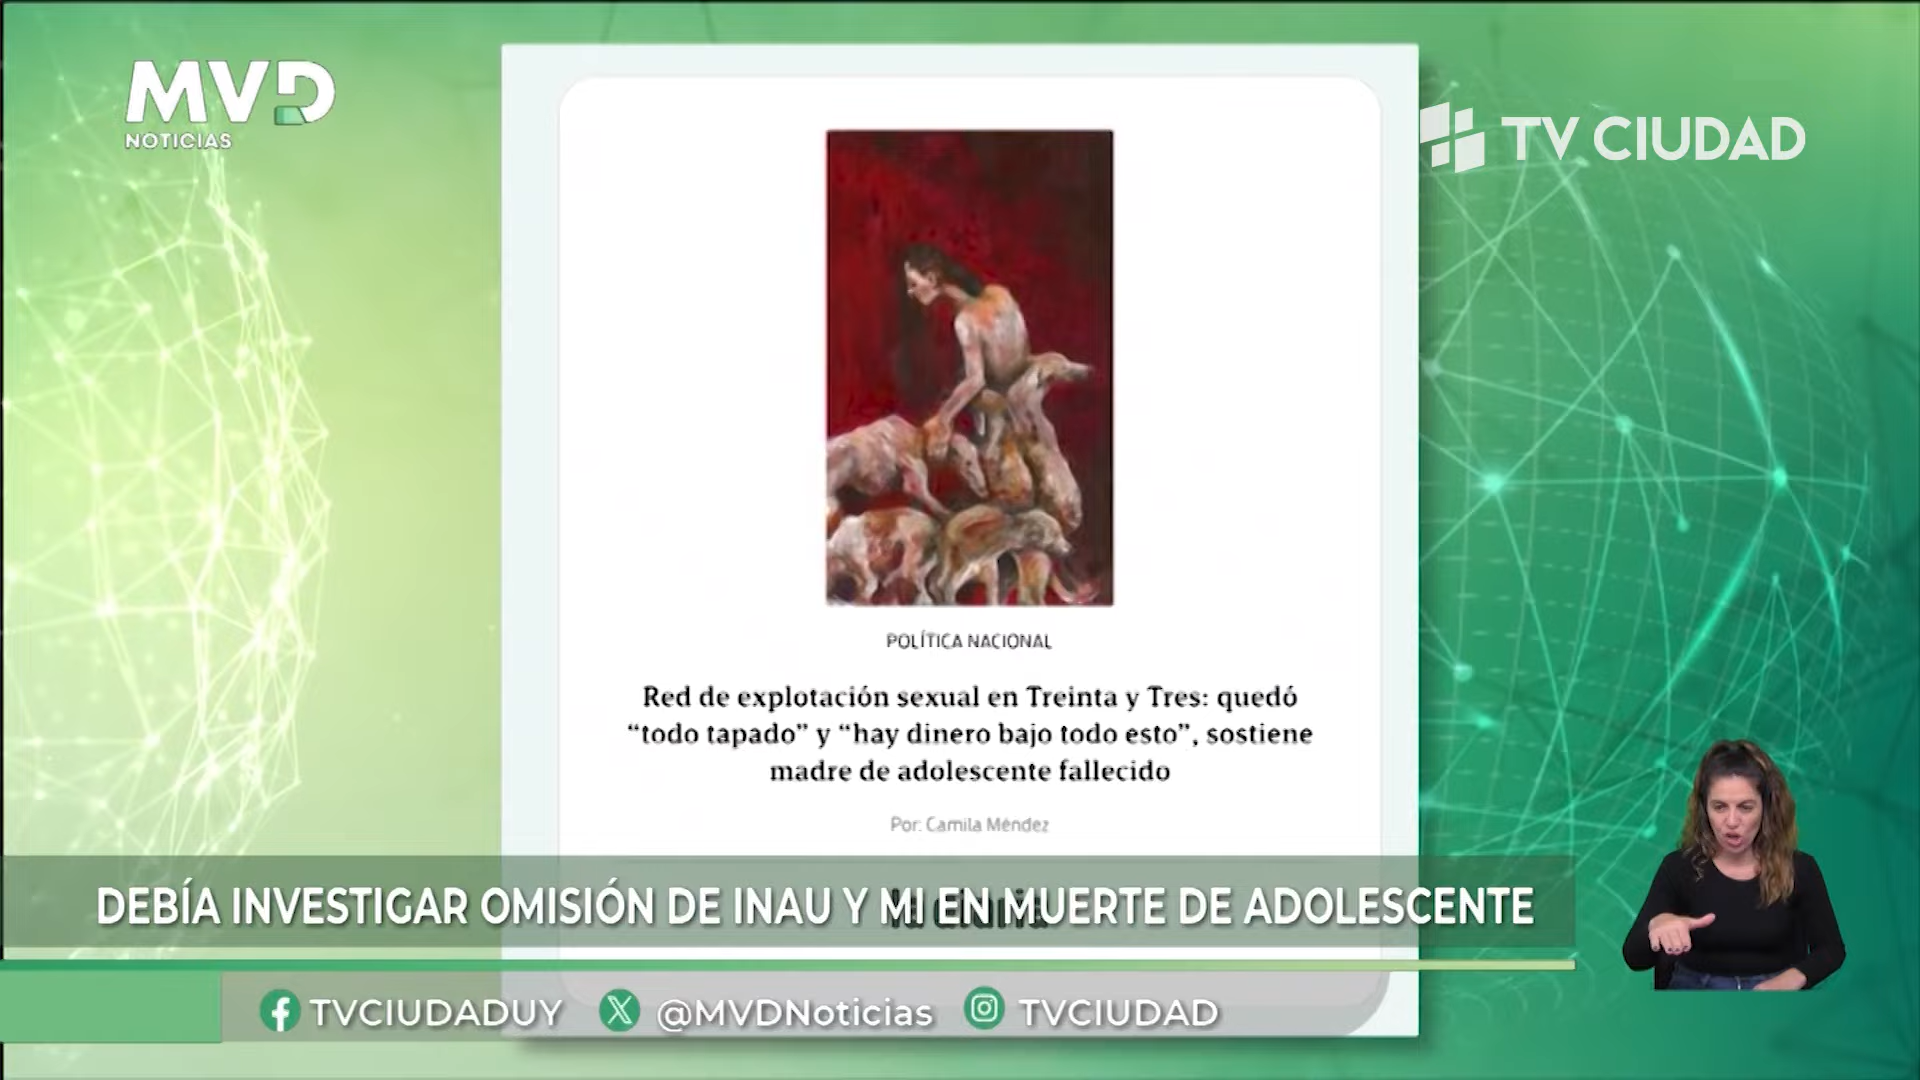 MVD
NOTICIAS
TV CIUDAD
POLÍTICA NACIONAL
Red de explotación sexual en Treinta y Tres: quedó
“todo tapado” y “hay dinero bajo todo esto”, sostiene
madre de adolescente fallecido
Por: Camila Méndez
la diaria
DEBÍA INVESTIGAR OMISIÓN DE INAU Y MI EN MUERTE DE ADOLESCENTE
TVCIUDADUY @MVDNoticias TVCIUDAD